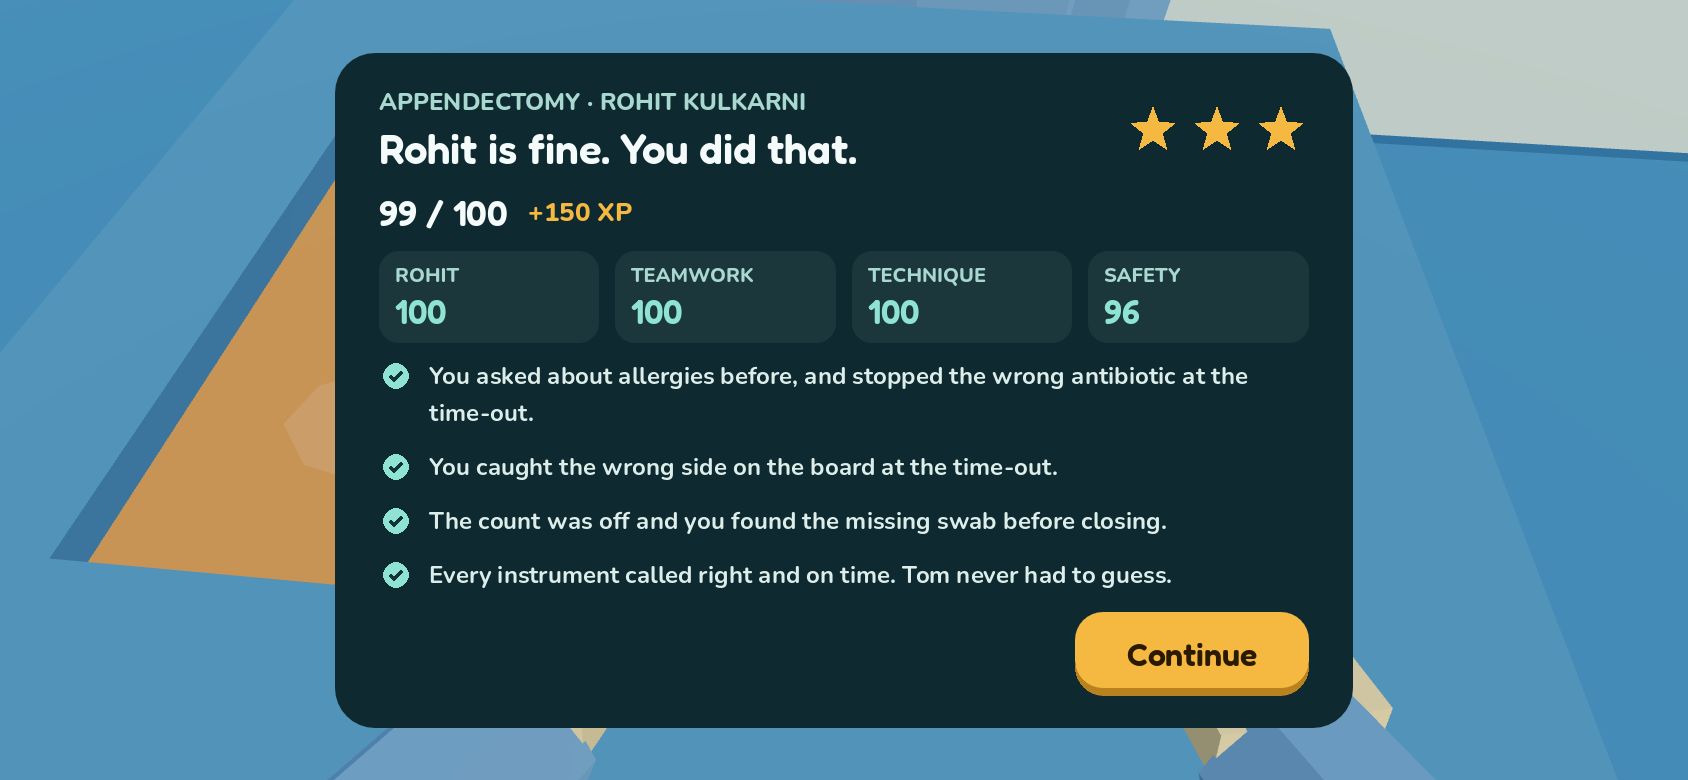 APPENDECTOMY · ROHIT KULKARNI
Rohit is fine. You did that.
99 / 100 +150 XP
ROHIT
100
TEAMWORK
100
TECHNIQUE
100
SAFETY
96
You asked about allergies before, and stopped the wrong antibiotic at the
time-out.
You caught the wrong side on the board at the time-out.
The count was off and you found the missing swab before closing.
Every instrument called right and on time. Tom never had to guess.
Continue